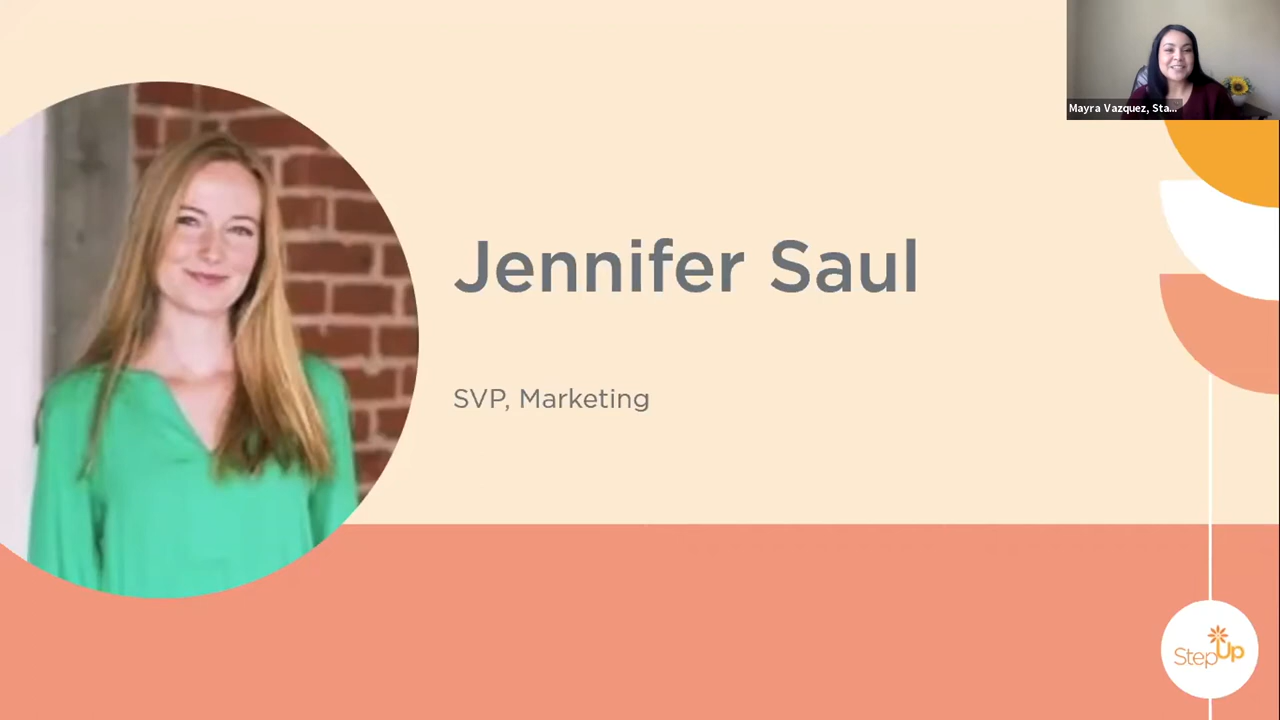 Mayra Vazquez, Sta...
Jennifer Saul
SVP, Marketing
StepUp